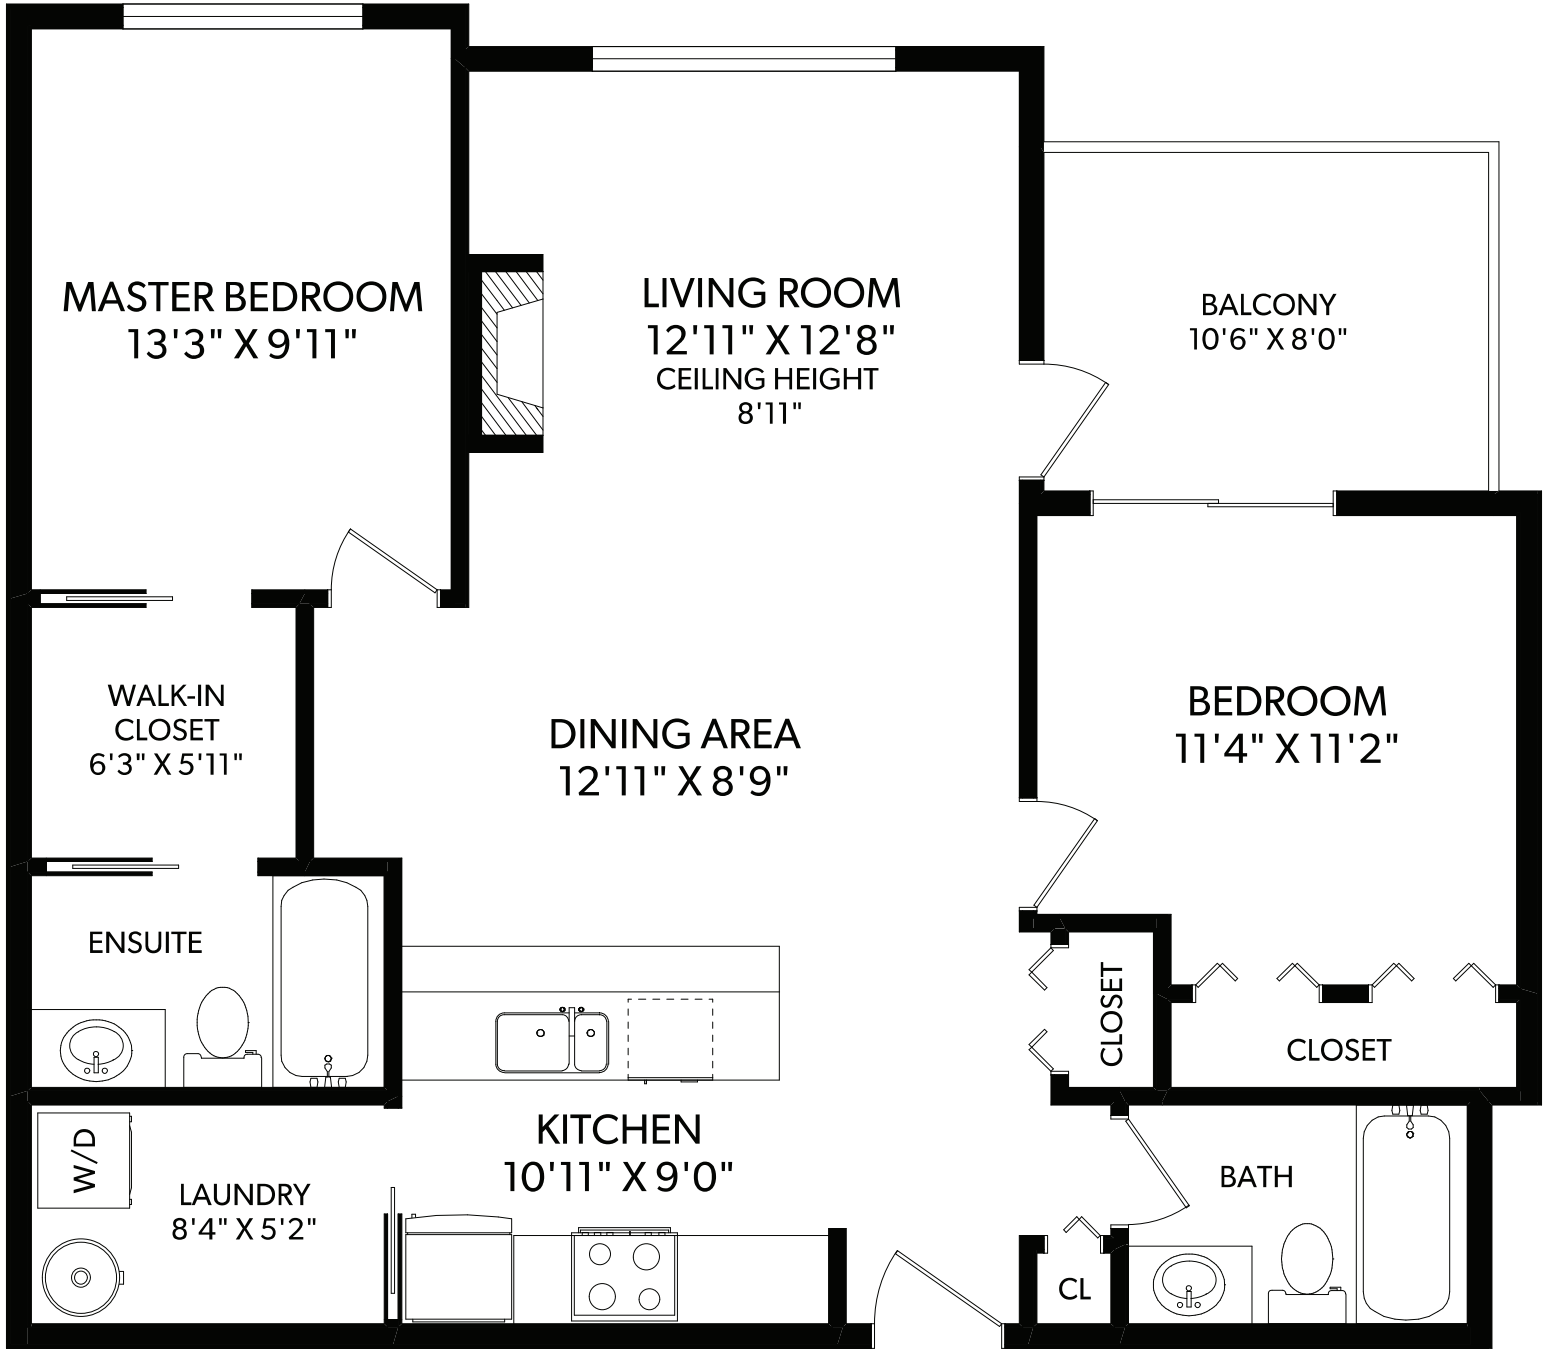 MASTER BEDROOM
13'3" X 9'11"
LIVING ROOM
12'11" X 12'8"
CEILING HEIGHT
8'11"
BALCONY
10'6" X 8'0"
WALK-IN
CLOSET
6'3" X 5'11"
DINING AREA
12'11" X 8'9"
BEDROOM
11'4" X 11'2"
ENSUITE
CLOSET
CLOSET
KITCHEN
10'11" X 9'0"
W/D
LAUNDRY
8'4" X 5'2"
BATH
CL